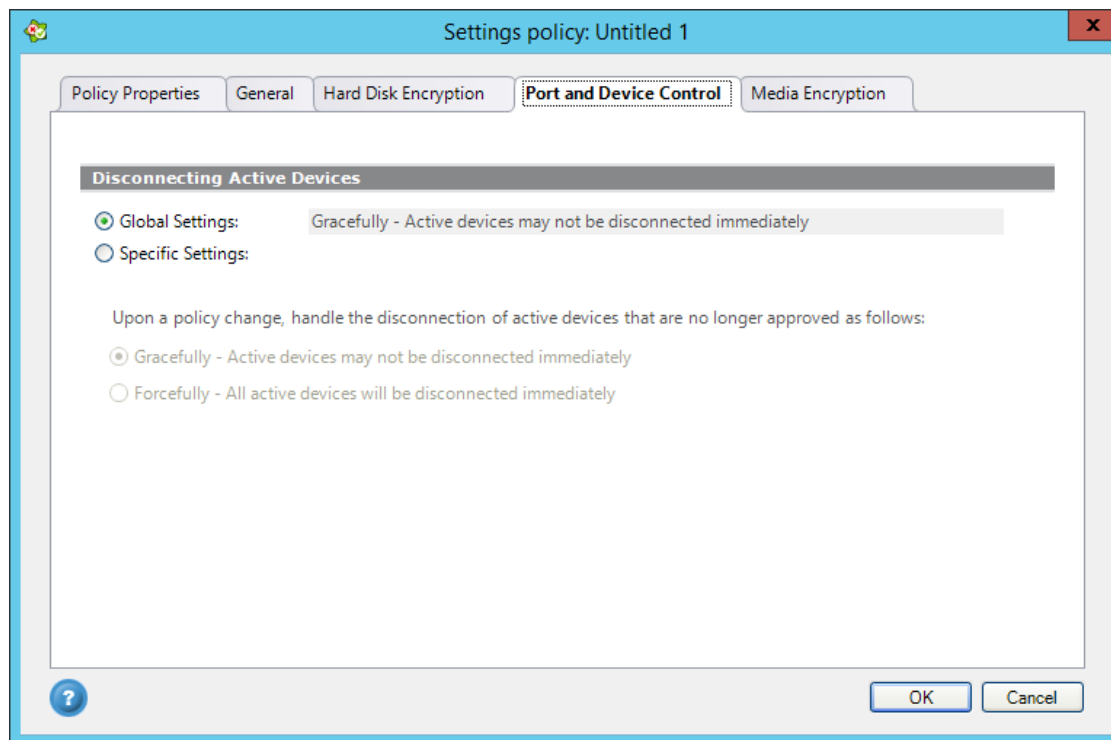 Settings policy: Untitled 1
x
Policy Properties General Hard Disk Encryption Port and Device Control Media Encryption
Disconnecting Active Devices
Global Settings: Gracefully - Active devices may not be disconnected immediately
Specific Settings:
Upon a policy change, handle the disconnection of active devices that are no longer approved as follows:
Gracefully - Active devices may not be disconnected immediately
Forcefully - All active devices will be disconnected immediately
? OK Cancel